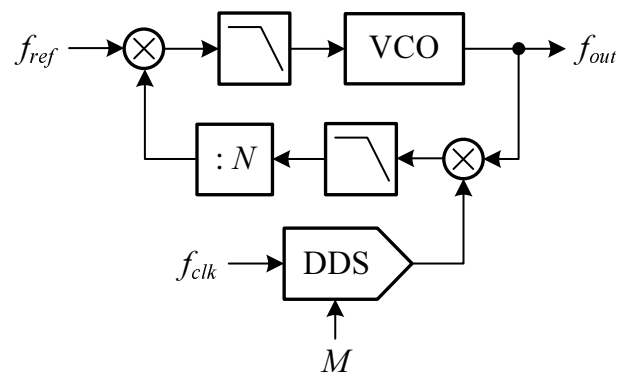 f_ref
VCO
f_out
: N
f_clk
DDS
M